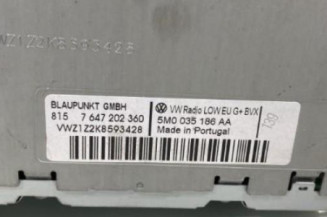 VWZ1Z2K8593428
BLAUPUNKT GMBH
815 7 647 202 360
VWZ1Z2K8593428
VW Radio LOW EU G+ BVX
5M0 035 186 AA
Made in Portugal